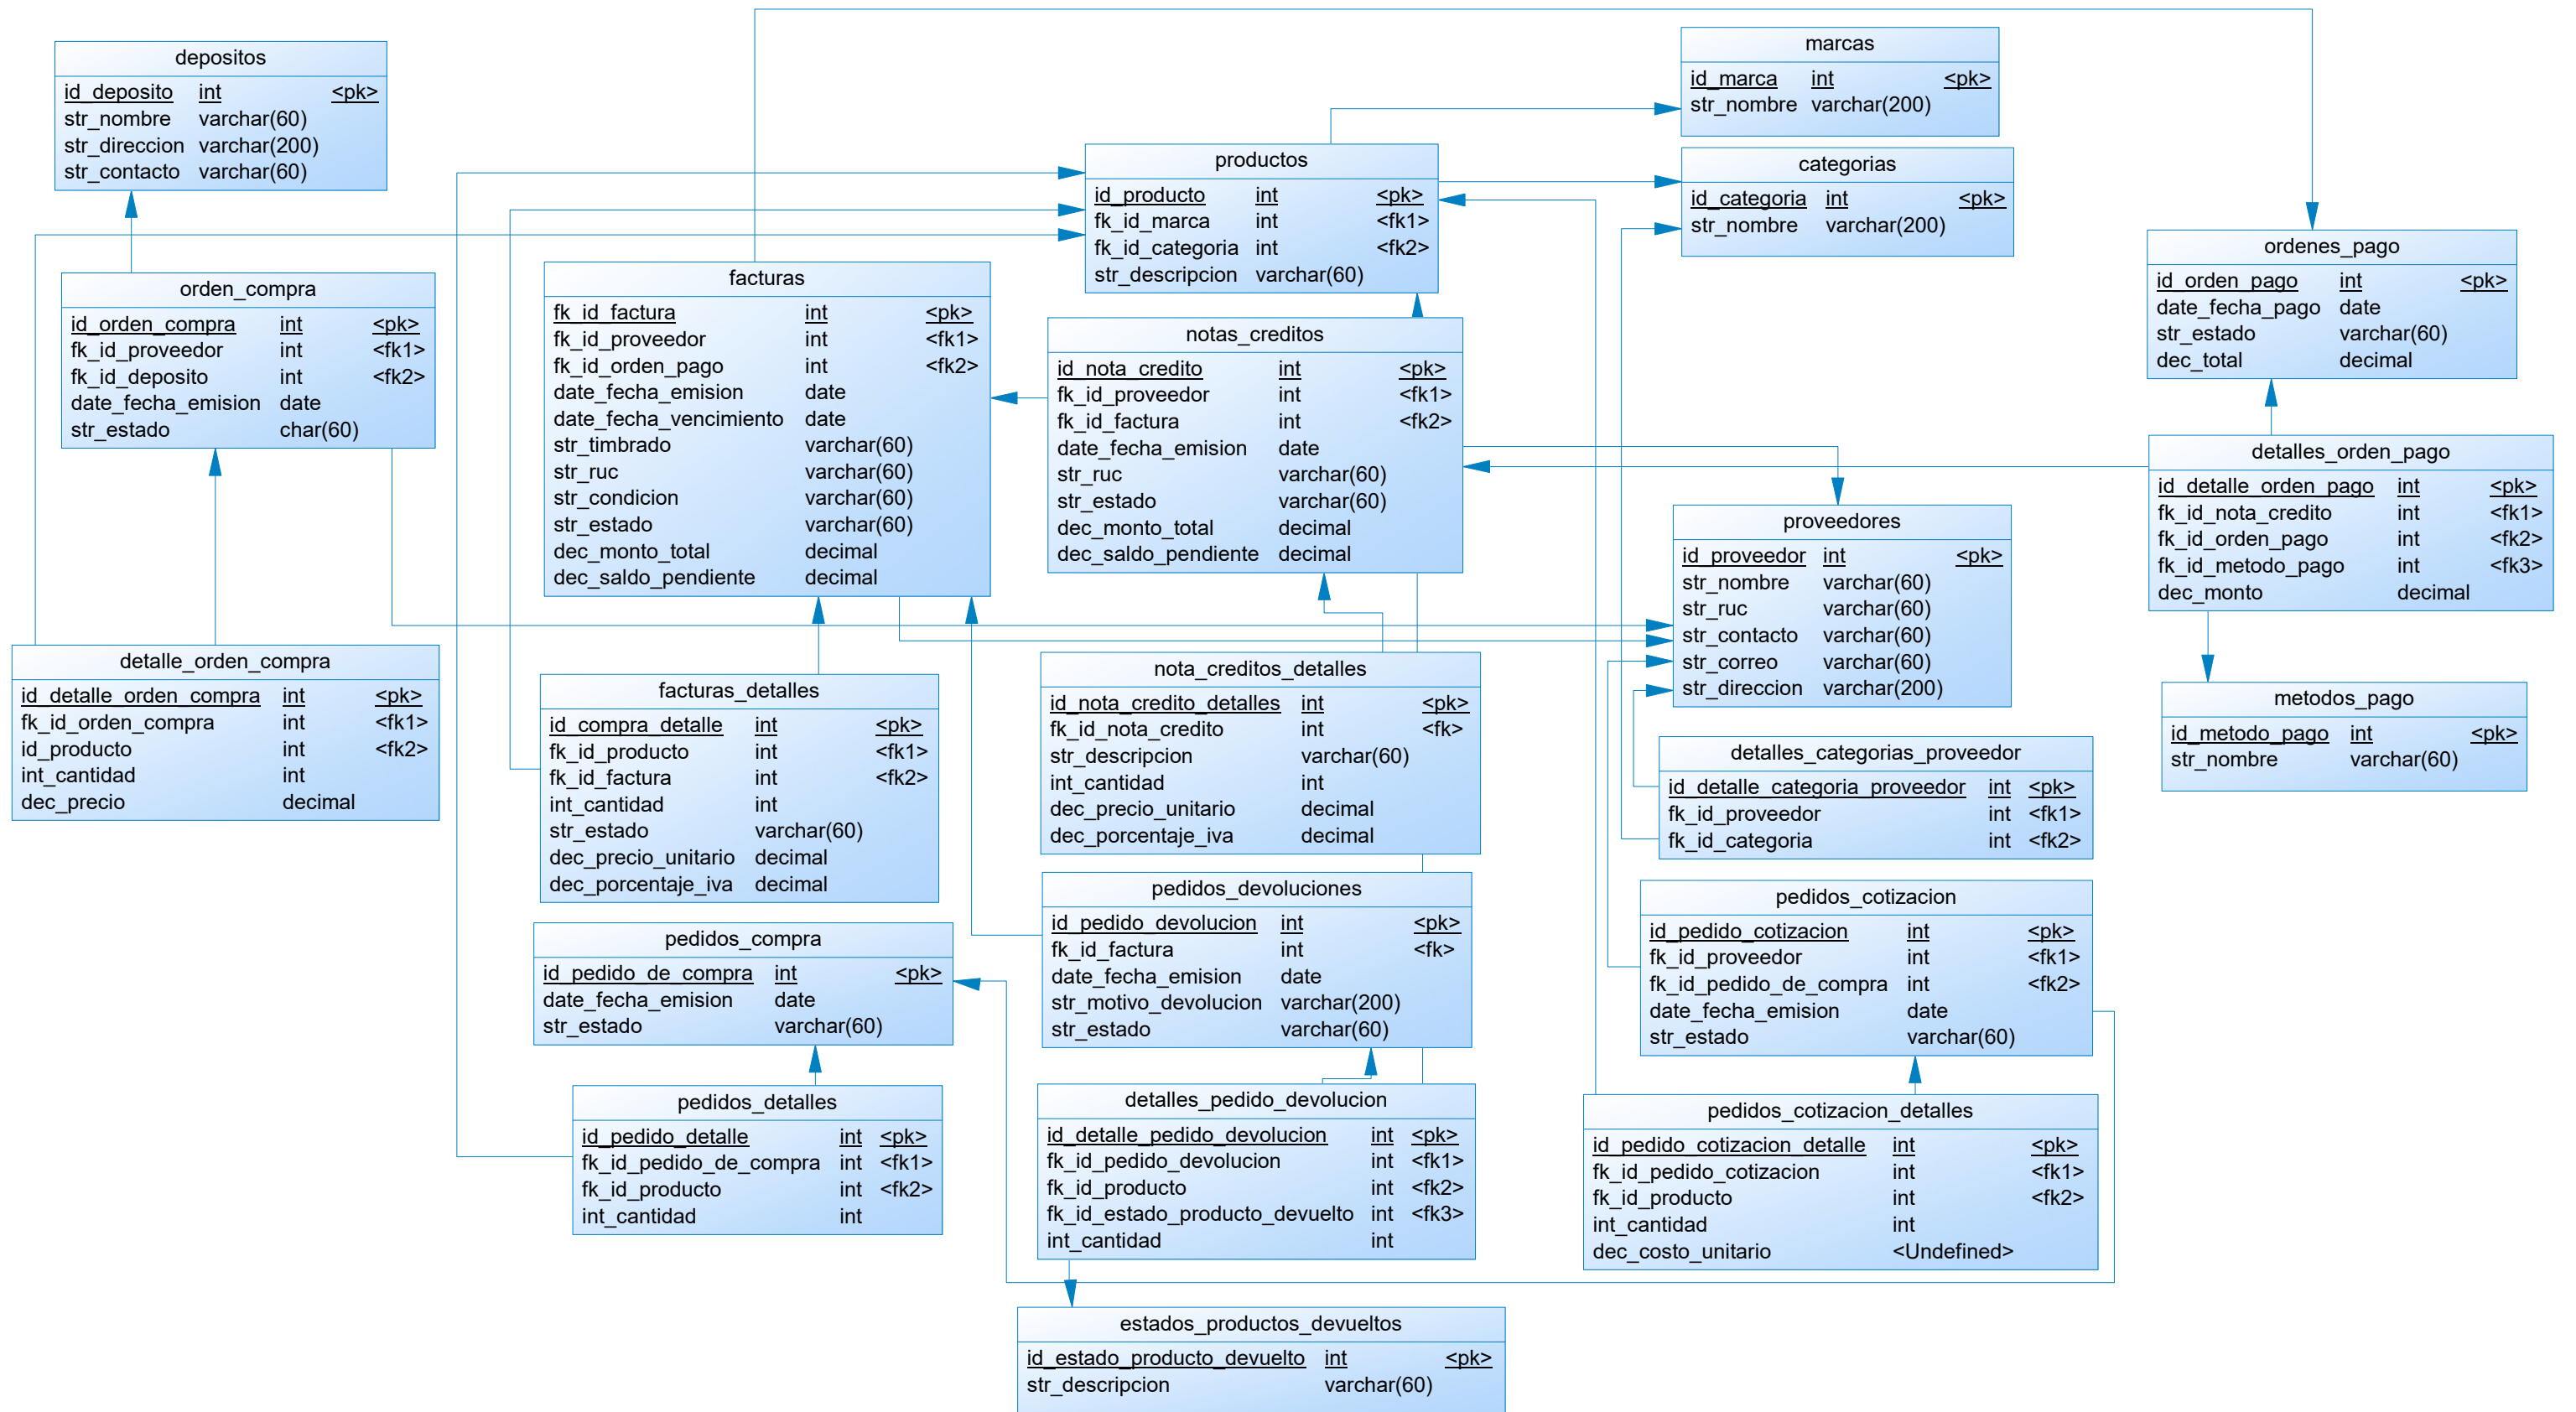 depositos
id_deposito int <pk>
str_nombre varchar(60)
str_direccion varchar(200)
str_contacto varchar(60)
marcas
id_marca int <pk>
str_nombre varchar(200)
productos
id_producto int <pk>
fk_id_marca int <fk1>
fk_id_categoria int <fk2>
str_descripcion varchar(60)
categorias
id_categoria int <pk>
str_nombre varchar(200)
ordenes_pago
id_orden_pago int <pk>
date_fecha_pago date
str_estado varchar(60)
dec_total decimal
orden_compra
id_orden_compra int <pk>
fk_id_proveedor int <fk1>
fk_id_deposito int <fk2>
date_fecha_emision date
str_estado char(60)
facturas
fk_id_factura int <pk>
fk_id_proveedor int <fk1>
fk_id_orden_pago int <fk2>
date_fecha_emision date
date_fecha_vencimiento date
str_timbrado varchar(60)
str_ruc varchar(60)
str_condicion varchar(60)
str_estado varchar(60)
dec_monto_total decimal
dec_saldo_pendiente decimal
notas_creditos
id_nota_credito int <pk>
fk_id_proveedor int <fk1>
fk_id_factura int <fk2>
date_fecha_emision date
str_ruc varchar(60)
str_estado varchar(60)
dec_monto_total decimal
dec_saldo_pendiente decimal
detalles_orden_pago
id_detalle_orden_pago int <pk>
fk_id_nota_credito int <fk1>
fk_id_orden_pago int <fk2>
fk_id_metodo_pago int <fk3>
dec_monto decimal
proveedores
id_proveedor int <pk>
str_nombre varchar(60)
str_ruc varchar(60)
str_contacto varchar(60)
str_correo varchar(60)
str_direccion varchar(200)
detalle_orden_compra
id_detalle_orden_compra int <pk>
fk_id_orden_compra int <fk1>
id_producto int <fk2>
int_cantidad int
dec_precio decimal
facturas_detalles
id_compra_detalle int <pk>
fk_id_producto int <fk1>
fk_id_factura int <fk2>
int_cantidad int
str_estado varchar(60)
dec_precio_unitario decimal
dec_porcentaje_iva decimal
nota_creditos_detalles
id_nota_credito_detalles int <pk>
fk_id_nota_credito int <fk>
str_descripcion varchar(60)
int_cantidad int
dec_precio_unitario decimal
dec_porcentaje_iva decimal
metodos_pago
id_metodo_pago int <pk>
str_nombre varchar(60)
detalles_categorias_proveedor
id_detalle_categoria_proveedor int <pk>
fk_id_proveedor int <fk1>
fk_id_categoria int <fk2>
pedidos_devoluciones
id_pedido_devolucion int <pk>
fk_id_factura int <fk>
date_fecha_emision date
str_motivo_devolucion varchar(200)
str_estado varchar(60)
pedidos_cotizacion
id_pedido_cotizacion int <pk>
fk_id_proveedor int <fk1>
fk_id_pedido_de_compra int <fk2>
date_fecha_emision date
str_estado varchar(60)
pedidos_compra
id_pedido_de_compra int <pk>
date_fecha_emision date
str_estado varchar(60)
pedidos_detalles
id_pedido_detalle int <pk>
fk_id_pedido_de_compra int <fk1>
fk_id_producto int <fk2>
int_cantidad int
detalles_pedido_devolucion
id_detalle_pedido_devolucion int <pk>
fk_id_pedido_devolucion int <fk1>
fk_id_producto int <fk2>
fk_id_estado_producto_devuelto int <fk3>
int_cantidad int
pedidos_cotizacion_detalles
id_pedido_cotizacion_detalle int <pk>
fk_id_pedido_cotizacion int <fk1>
fk_id_producto int <fk2>
int_cantidad int
dec_costo_unitario <Undefined>
estados_productos_devueltos
id_estado_producto_devuelto int <pk>
str_descripcion varchar(60)